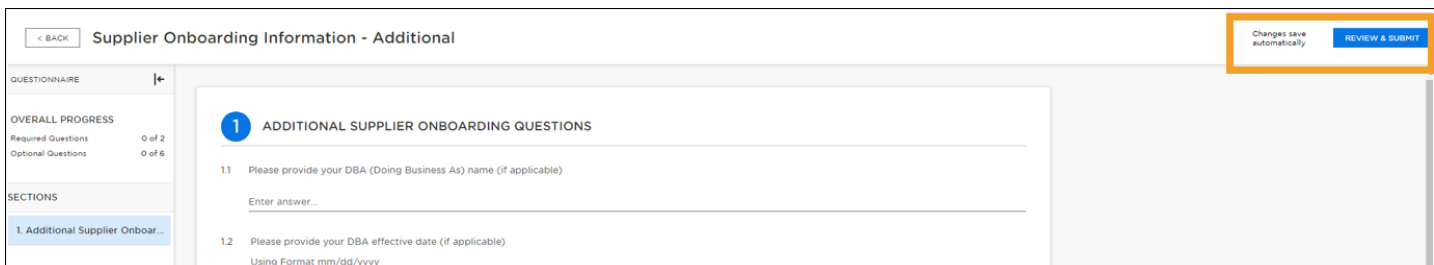 < BACK Supplier Onboarding Information - Additional
Changes save
automatically
REVIEW & SUBMIT
QUESTIONNAIRE
OVERALL PROGRESS
Required Questions 0 of 2
Optional Questions 0 of 6
SECTIONS
1. Additional Supplier Onboar...
1 ADDITIONAL SUPPLIER ONBOARDING QUESTIONS
1.1 Please provide your DBA (Doing Business As) name (if applicable)
Enter answer...
1.2 Please provide your DBA effective date (if applicable)
Using Format mm/dd/yyyy